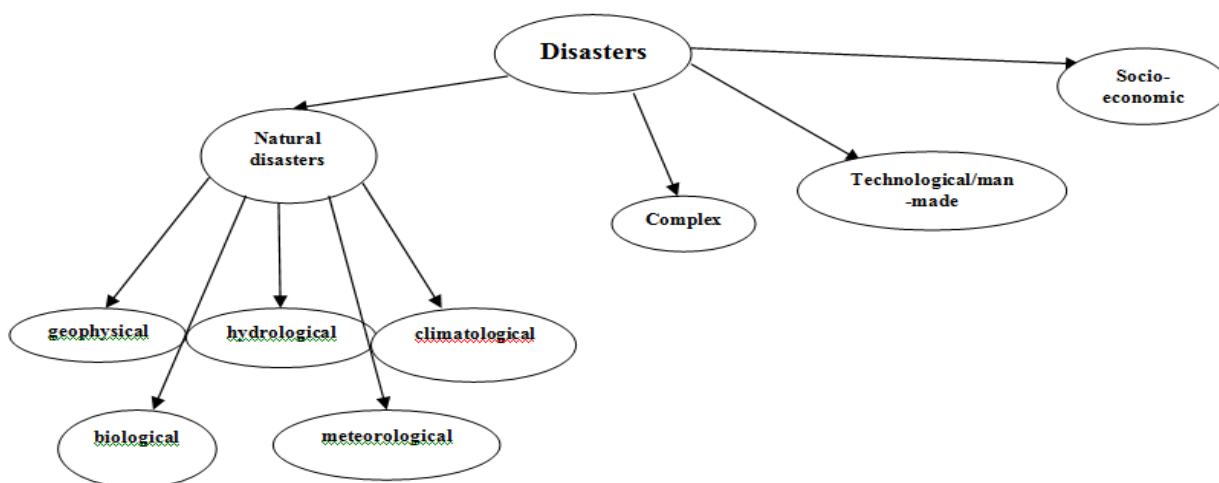 Disasters
Socio-
economic
Natural
disasters
Technological/man
-made
Complex
geophysical
hydrological
climatological
biological
meteorological